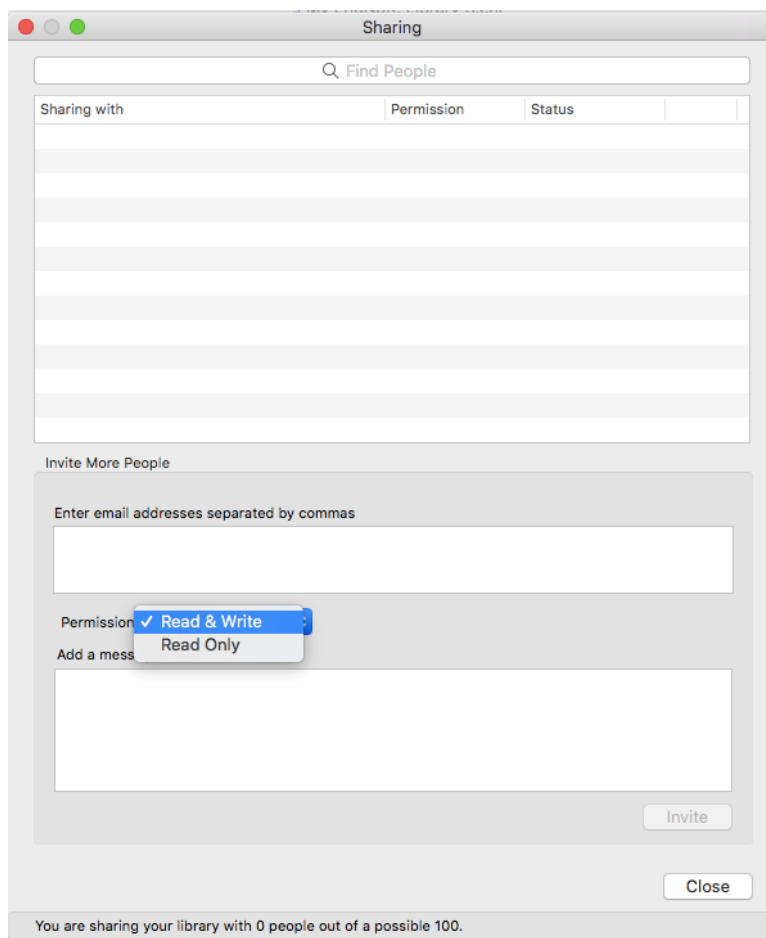 Sharing
Find People
Sharing with Permission Status
Invite More People
Enter email addresses separated by commas
Permission ✓ Read & Write
Read Only
Add a mess
Invite
Close
You are sharing your library with 0 people out of a possible 100.